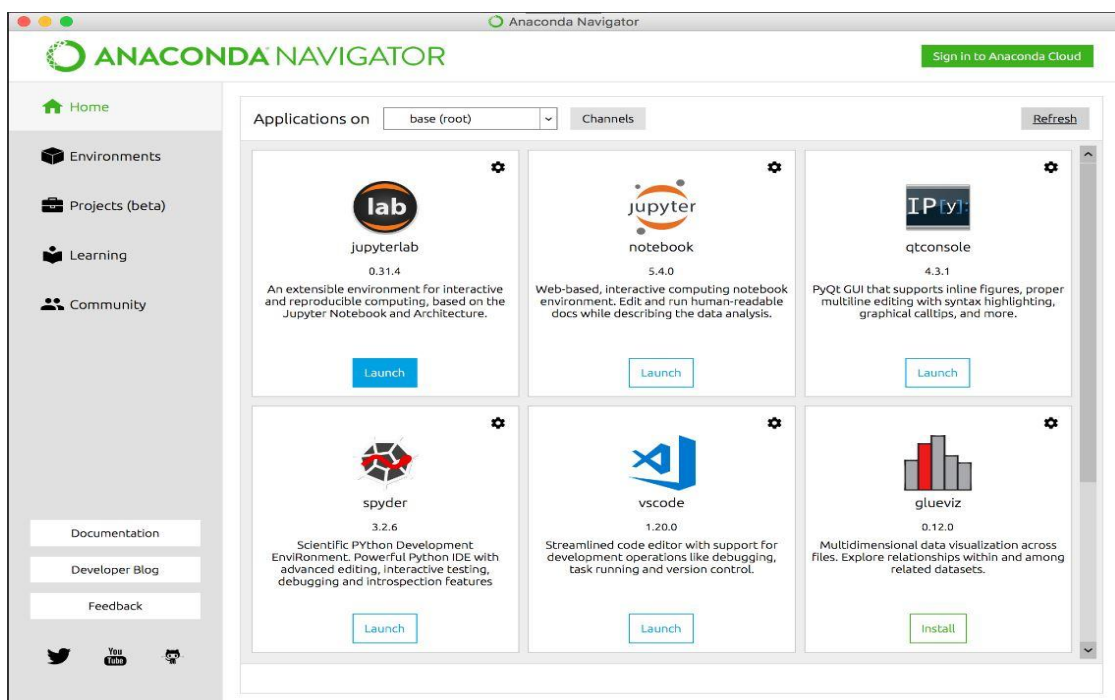 Anaconda Navigator
ANACONDA NAVIGATOR
Sign in to Anaconda Cloud
Home
Environments
Projects (beta)
Learning
Community
Documentation
Developer Blog
Feedback
You
Tube
Applications on
base (root)
Channels
Refresh
lab
jupyterlab
0.31.4
An extensible environment for interactive
and reproducible computing, based on the
Jupyter Notebook and Architecture.
Launch
jupyter
notebook
5.4.0
Web-based, interactive computing notebook
environment. Edit and run human-readable
docs while describing the data analysis.
Launch
IP[y]:
qtconsole
4.3.1
PyQt GUI that supports inline figures, proper
multiline editing with syntax highlighting,
graphical calltips, and more.
Launch
spyder
3.2.6
Scientific PYthon Development
EnviRonment. Powerful Python IDE with
advanced editing, interactive testing,
debugging and introspection features
Launch
vscode
1.20.0
Streamlined code editor with support for
development operations like debugging,
task running and version control.
Launch
glueviz
0.12.0
Multidimensional data visualization across
files. Explore relationships within and among
related datasets.
Install